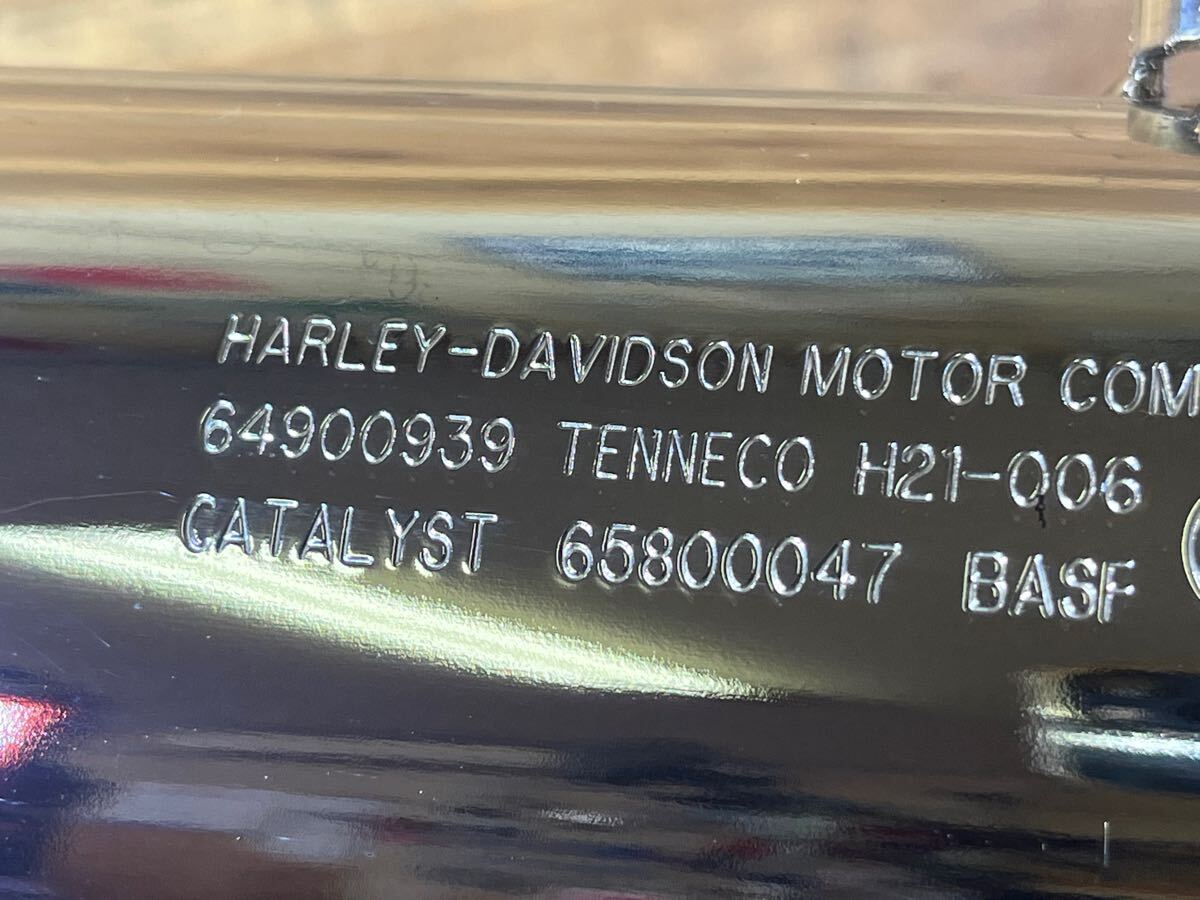 HARLEY-DAVIDSON MOTOR COM
64900939 TENNECO H21-006
CATALYST 65800047 BASF